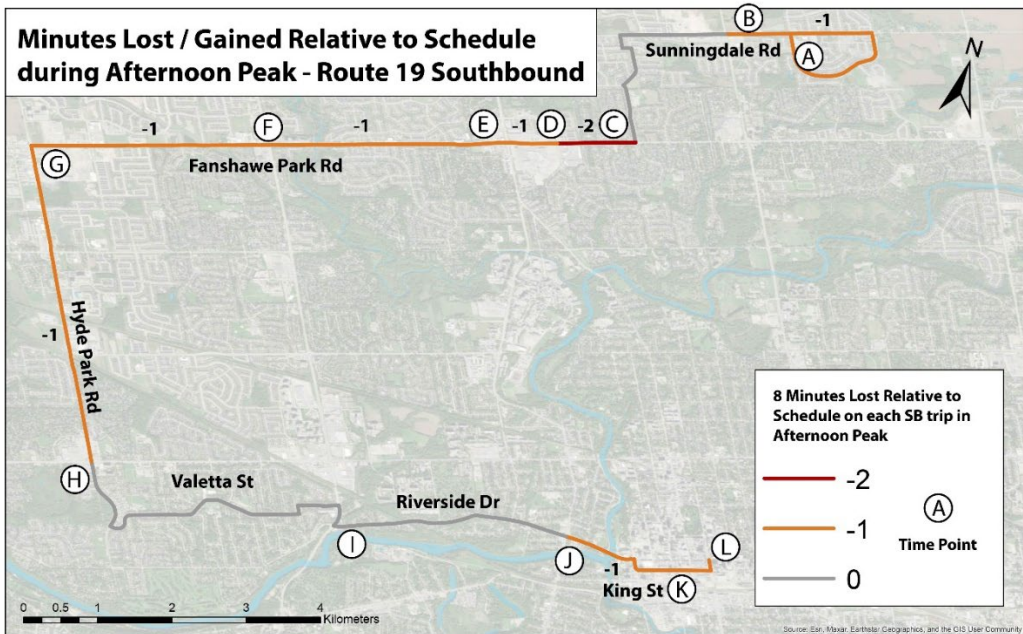 Minutes Lost / Gained Relative to Schedule
during Afternoon Peak - Route 19 Southbound
B
-1
Sunningdale Rd
A
N
-1
F
-1
E
-1
D
-2
C
G
Fanshawe Park Rd
Hyde Park Rd
-1
H
Valetta St
Riverside Dr
I
J
-1
L
King St
K
8 Minutes Lost Relative to
Schedule on each SB trip in
Afternoon Peak
-2
-1
A
Time Point
0
0 0.5 1 2 3 4
Kilometers
Source: Esri, Maxar, Earthstar Geographics, and the GIS User Community